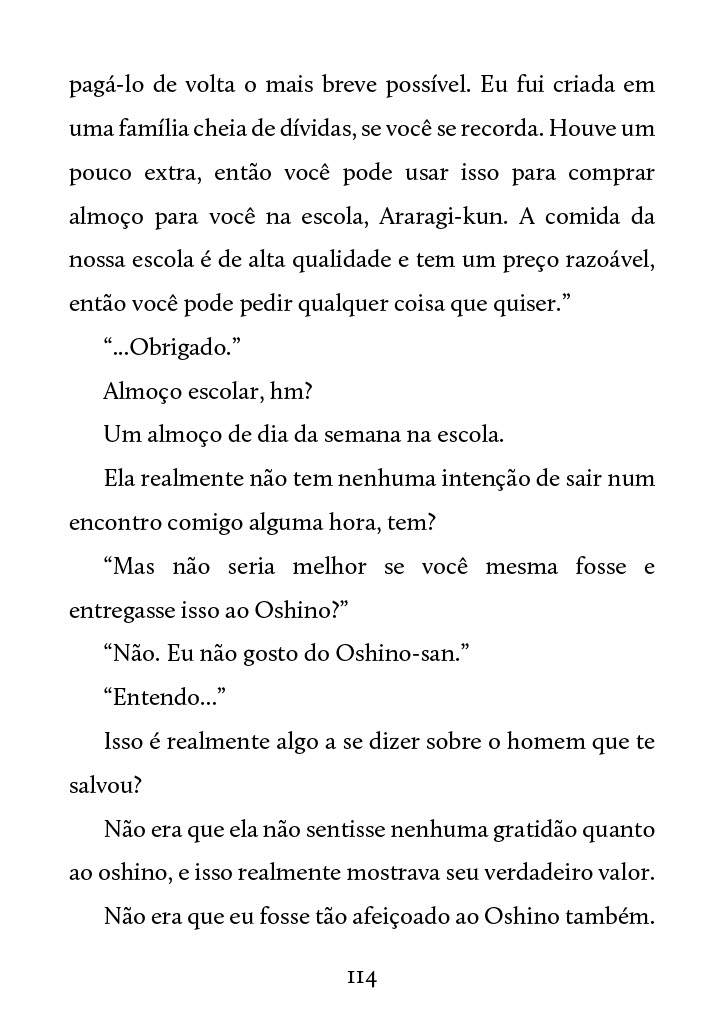 pagá-lo de volta o mais breve possível. Eu fui criada em
uma família cheia de dívidas, se você se recorda. Houve um
pouco extra, então você pode usar isso para comprar
almoço para você na escola, Araragi-kun. A comida da
nossa escola é de alta qualidade e tem um preço razoável,
então você pode pedir qualquer coisa que quiser.”
“...Obrigado.”
Almoço escolar, hm?
Um almoço de dia da semana na escola.
Ela realmente não tem nenhuma intenção de sair num
encontro comigo alguma hora, tem?
“Mas não seria melhor se você mesma fosse e
entregasse isso ao Oshino?”
“Não. Eu não gosto do Oshino-san.”
“Entendo...”
Isso é realmente algo a se dizer sobre o homem que te
salvou?
Não era que ela não sentisse nenhuma gratidão quanto
ao oshino, e isso realmente mostrava seu verdadeiro valor.
Não era que eu fosse tão afeiçoado ao Oshino também.
114